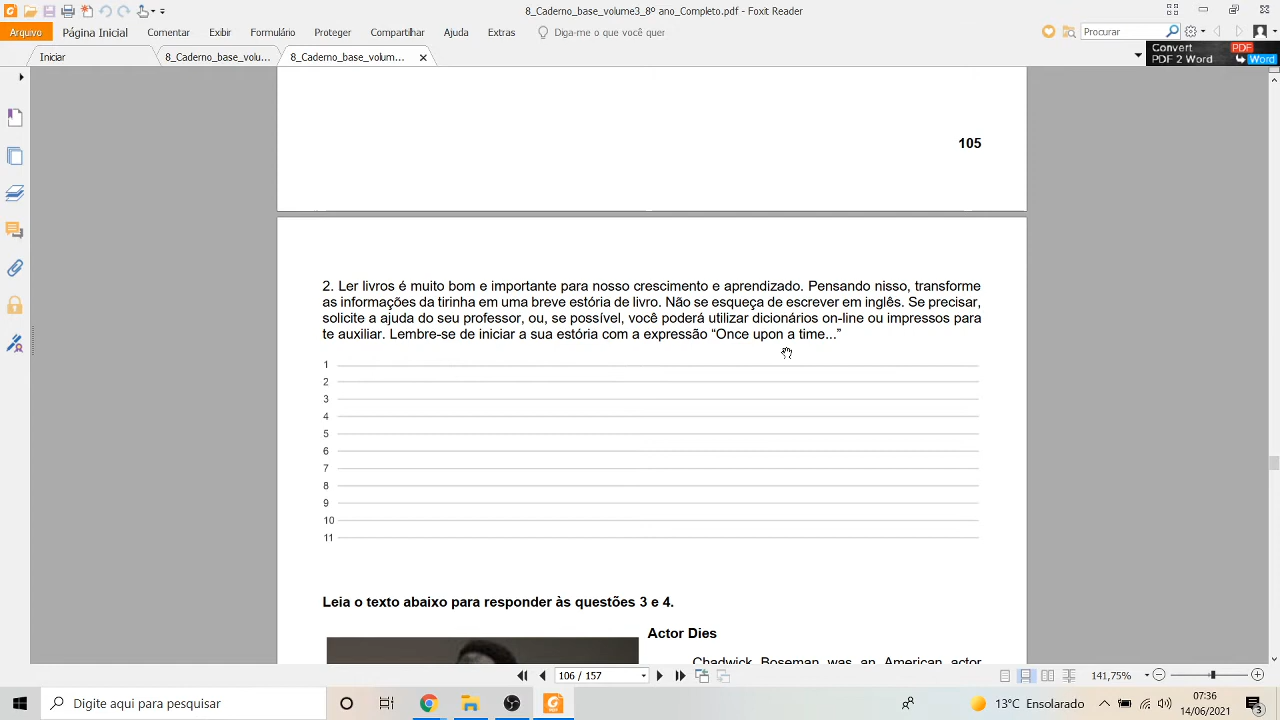 8_Caderno_base_volume3_8º ano_Completo.pdf - Foxit Reader
Arquivo Página Inicial Comentar Exibir Formulário Proteger Compartilhar Ajuda Extras Diga-me o que você quer Procurar
Iniciar 8_Caderno_base_volu... 8_Caderno_base_volum...
Convert PDF
PDF 2 Word Word
105
2. Ler livros é muito bom e importante para nosso crescimento e aprendizado. Pensando nisso, transforme
as informações da tirinha em uma breve estória de livro. Não se esqueça de escrever em inglês. Se precisar,
solicite a ajuda do seu professor, ou, se possível, você poderá utilizar dicionários on-line ou impressos para
te auxiliar. Lembre-se de iniciar a sua estória com a expressão “Once upon a time...”
1
2
3
4
5
6
7
8
9
10
11
Leia o texto abaixo para responder às questões 3 e 4.
Actor Dies
Chadwick Boseman was an American actor
106 / 157 141,75%
Digite aqui para pesquisar 13°C Ensolarado 07:36
14/06/2021 3